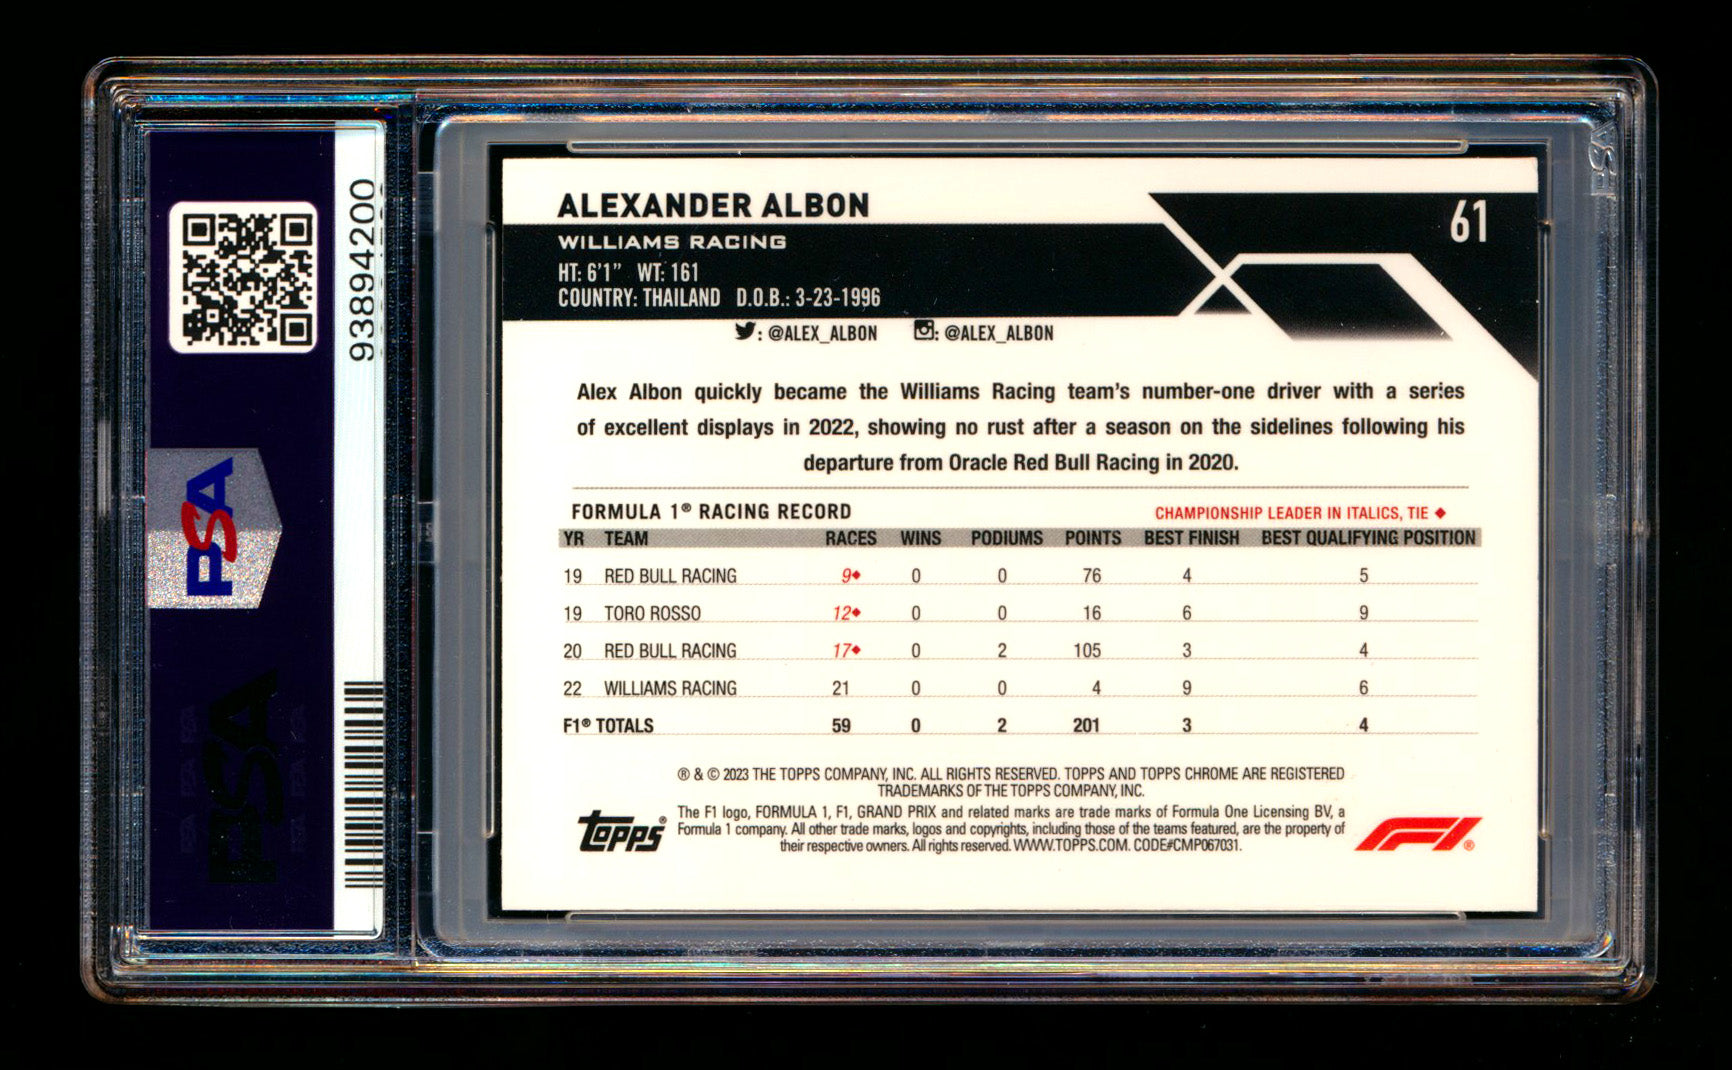 93894200
PSA
PSA
PSA
ALEXANDER ALBON
61
WILLIAMS RACING
HT: 6'1" WT: 161
COUNTRY: THAILAND D.O.B.: 3-23-1996
: @ALEX_ALBON : @ALEX_ALBON
Alex Albon quickly became the Williams Racing team's number-one driver with a series
of excellent displays in 2022, showing no rust after a season on the sidelines following his
departure from Oracle Red Bull Racing in 2020.
FORMULA 1® RACING RECORD CHAMPIONSHIP LEADER IN ITALICS, TIE ◆
YR TEAM RACES WINS PODIUMS POINTS BEST FINISH BEST QUALIFYING POSITION
19 RED BULL RACING 9◆ 0 0 76 4 5
19 TORO ROSSO 12◆ 0 0 16 6 9
20 RED BULL RACING 17◆ 0 2 105 3 4
22 WILLIAMS RACING 21 0 0 4 9 6
F1® TOTALS 59 0 2 201 3 4
® & © 2023 THE TOPPS COMPANY, INC. ALL RIGHTS RESERVED. TOPPS AND TOPPS CHROME ARE REGISTERED
TRADEMARKS OF THE TOPPS COMPANY, INC.
The F1 logo, FORMULA 1, F1, GRAND PRIX and related marks are trade marks of Formula One Licensing BV, a
Formula 1 company. All other trade marks, logos and copyrights, including those of the teams featured, are the property of
their respective owners. All rights reserved. WWW.TOPPS.COM. CODE#CMP067031.
topps®
F1®